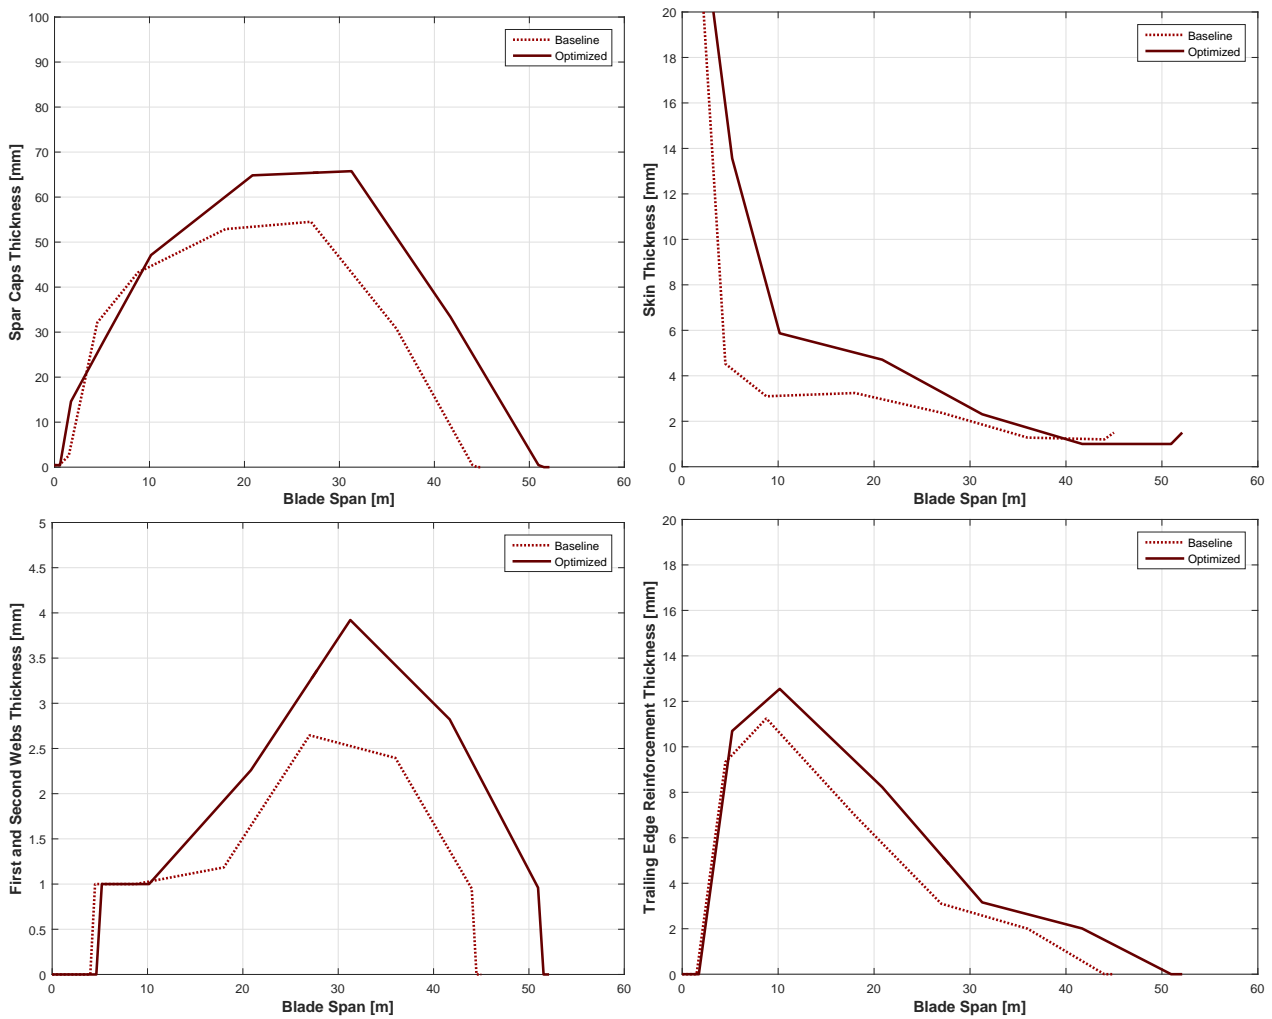 Spar Caps Thickness [mm]
100
90
80
70
60
50
40
30
20
10
0
0 10 20 30 40 50 60
Blade Span [m]
Baseline
Optimized
Skin Thickness [mm]
20
18
16
14
12
10
8
6
4
2
0
0 10 20 30 40 50 60
Blade Span [m]
Baseline
Optimized
First and Second Webs Thickness [mm]
5
4.5
4
3.5
3
2.5
2
1.5
1
0.5
0
0 10 20 30 40 50 60
Blade Span [m]
Baseline
Optimized
Trailing Edge Reinforcement Thickness [mm]
20
18
16
14
12
10
8
6
4
2
0
0 10 20 30 40 50 60
Blade Span [m]
Baseline
Optimized